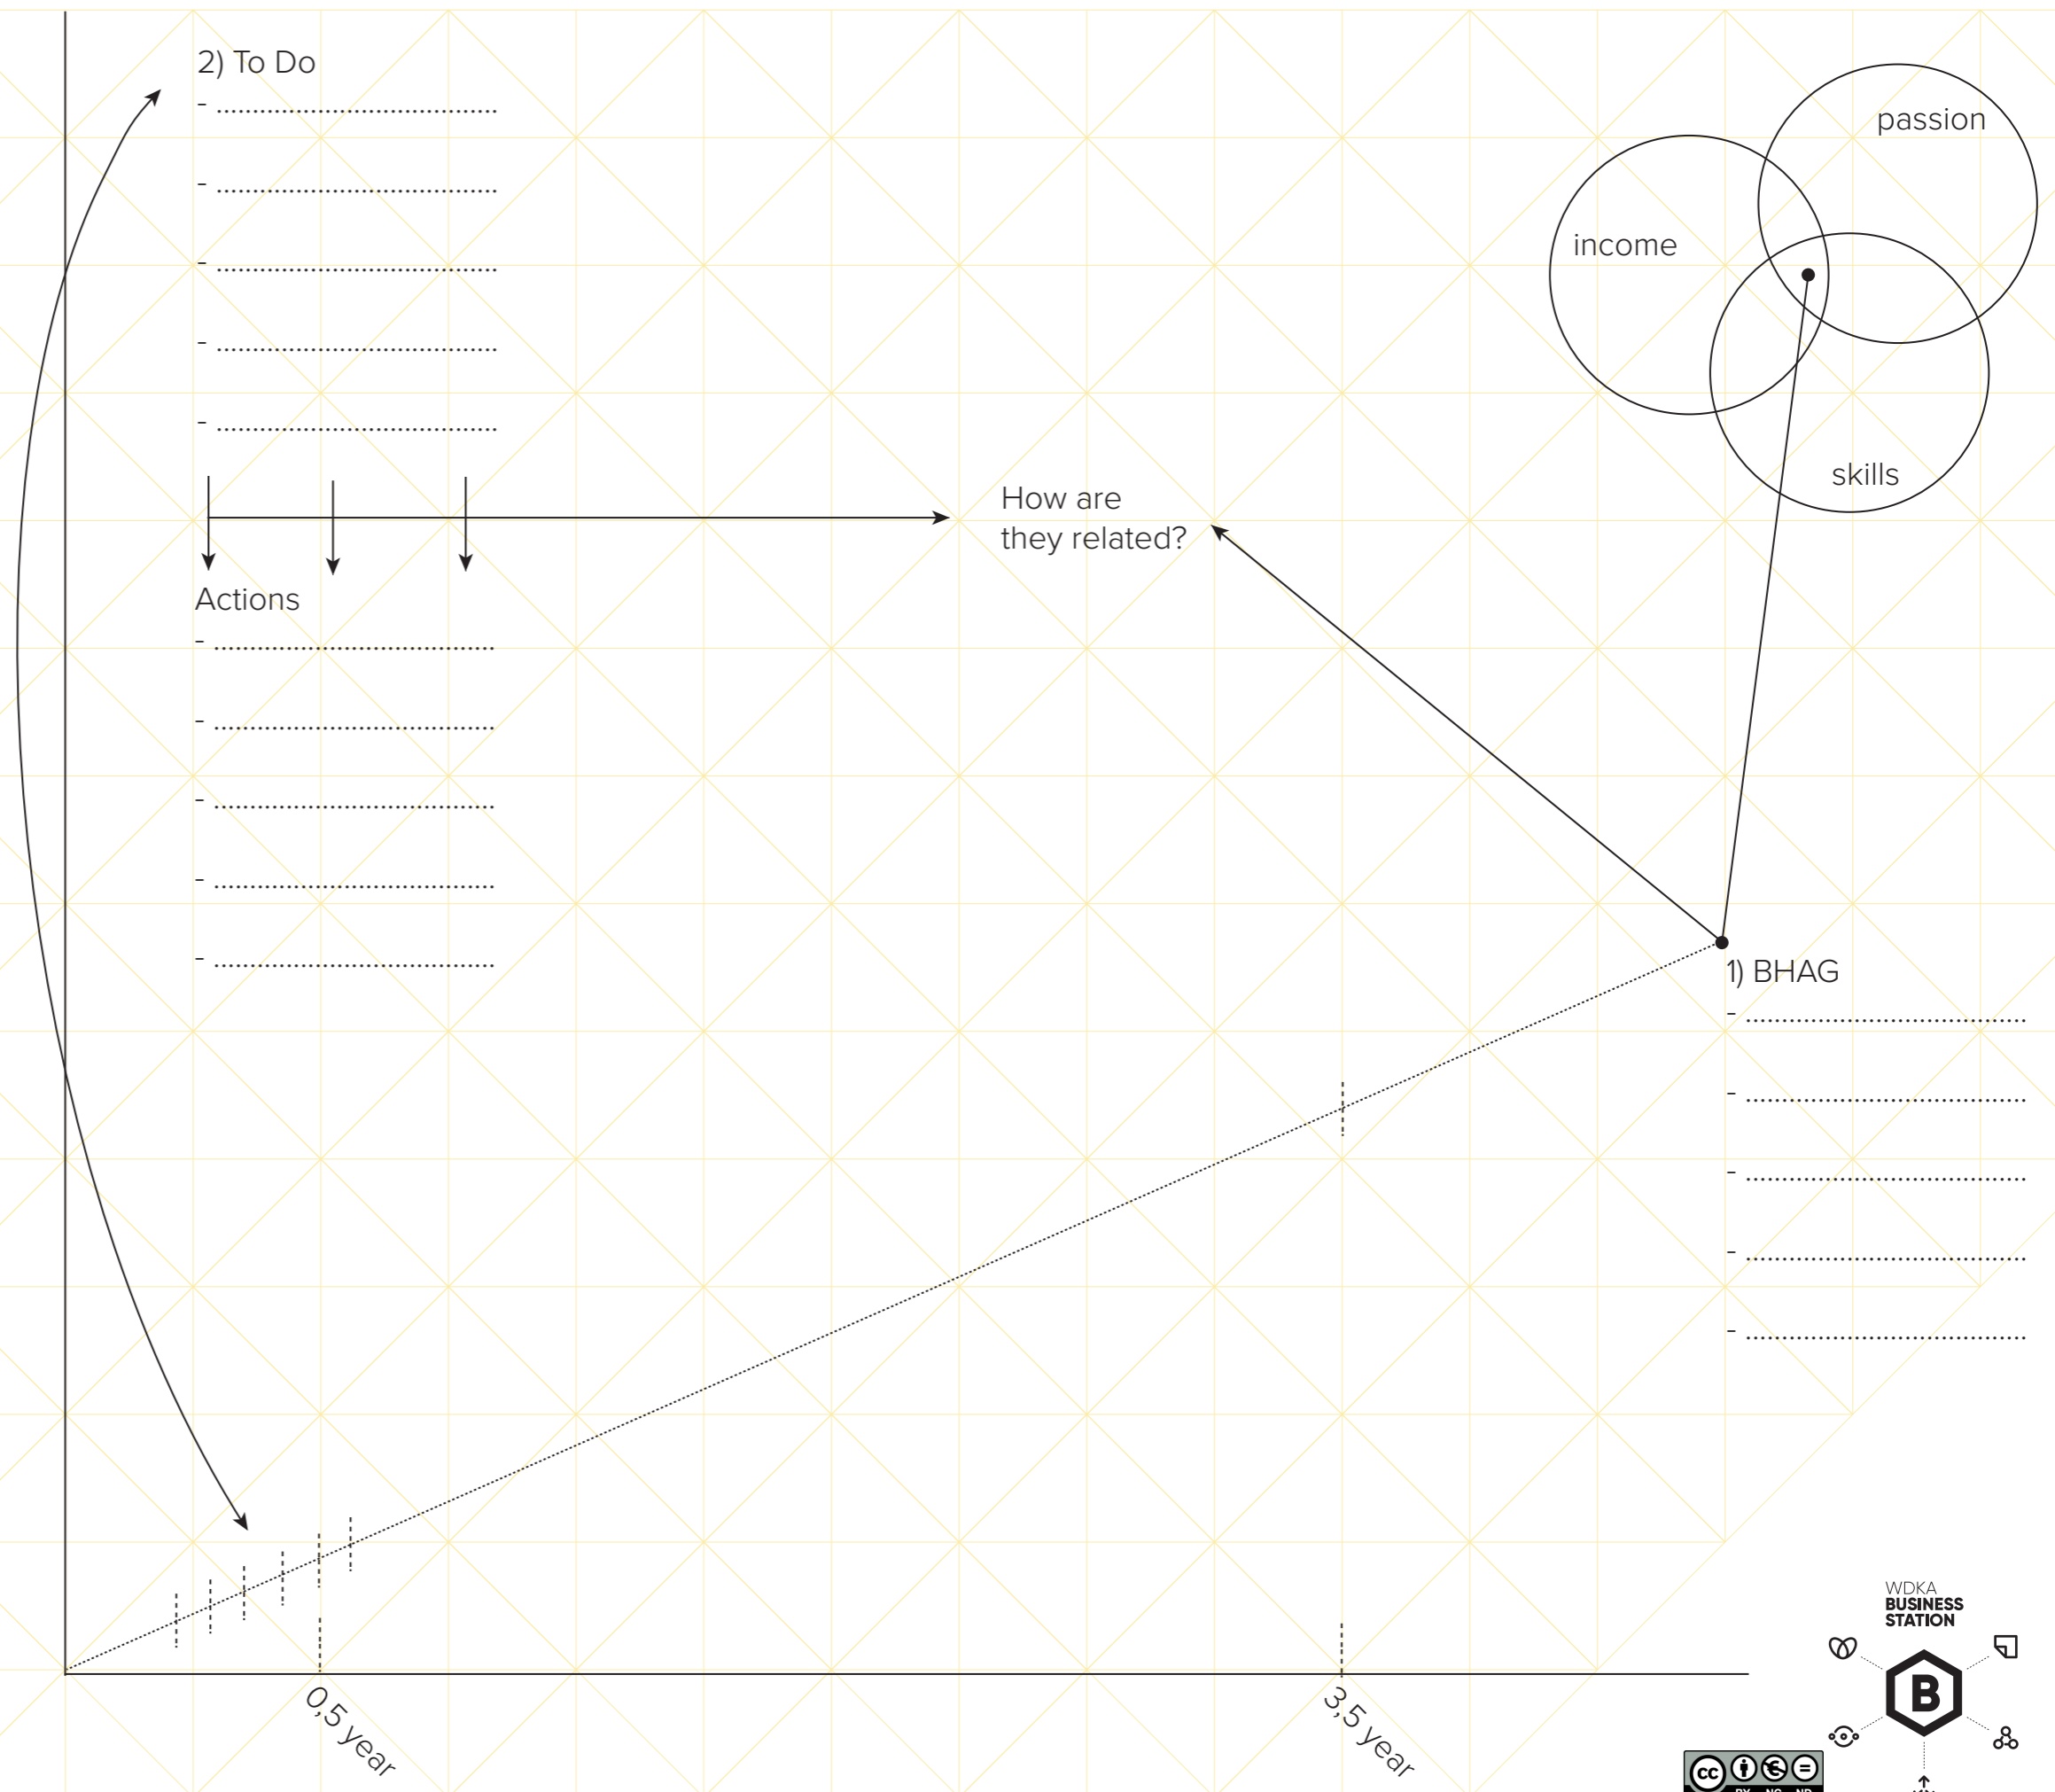 2) To Do
-
-
-
-
-
passion
income
skills
How are
they related?
Actions
-
-
-
-
-
1) BHAG
-
-
-
-
-
0,5 year
3,5 year
WDKA
BUSINESS
STATION
B
cc